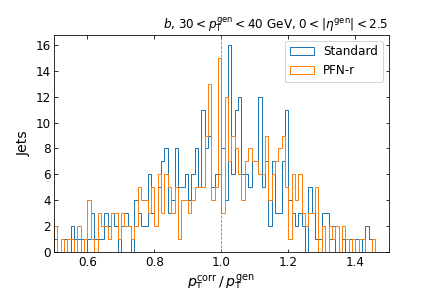 b, 30 < p_T^gen < 40 GeV, 0 < |η^gen| < 2.5
Standard
PFN-r
16
14
12
10
8
6
4
2
0
Jets
0.6 0.8 1.0 1.2 1.4
p_T^corr / p_T^gen